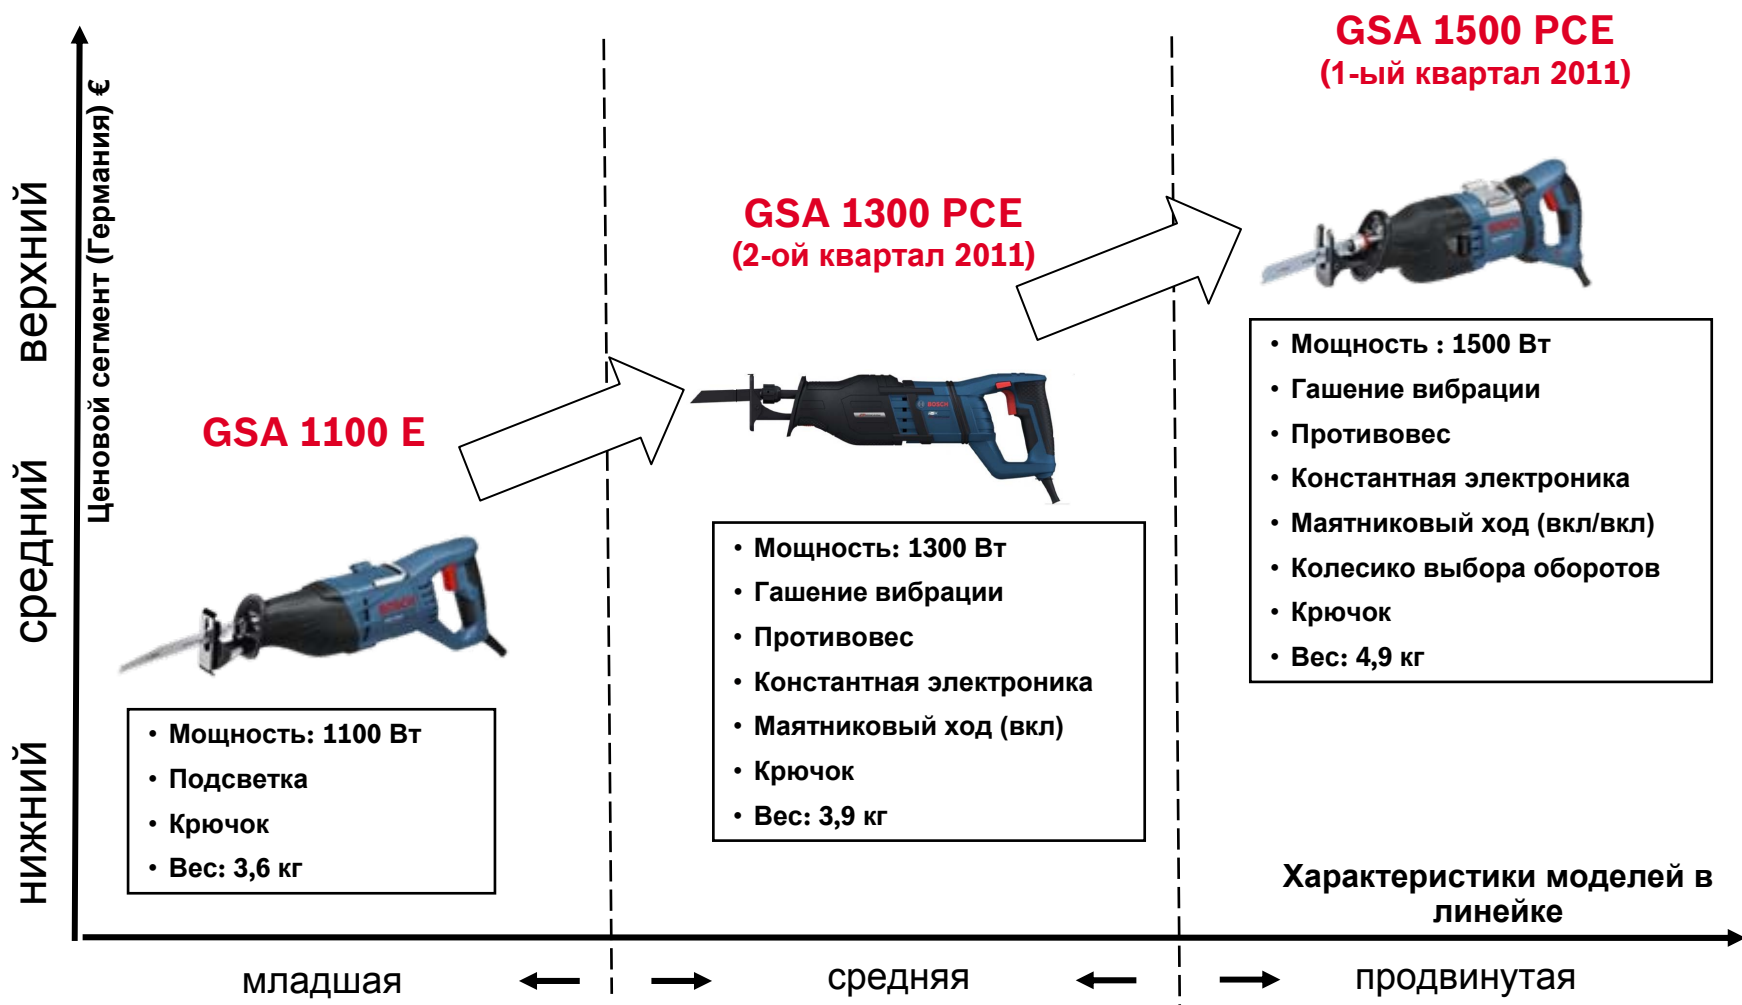 GSA 1500 PCE
(1-ый квартал 2011)
Ценовой сегмент (Германия) €
верхний
средний
нижний
GSA 1300 PCE
(2-ой квартал 2011)
GSA 1100 E
BOSCH
BOSCH
BOSCH
• Мощность : 1500 Вт
• Гашение вибрации
• Противовес
• Константная электроника
• Маятниковый ход (вкл/вкл)
• Колесико выбора оборотов
• Крючок
• Вес: 4,9 кг
• Мощность: 1300 Вт
• Гашение вибрации
• Противовес
• Константная электроника
• Маятниковый ход (вкл)
• Крючок
• Вес: 3,9 кг
• Мощность: 1100 Вт
• Подсветка
• Крючок
• Вес: 3,6 кг
Характеристики моделей в
линейке
младшая
средняя
продвинутая